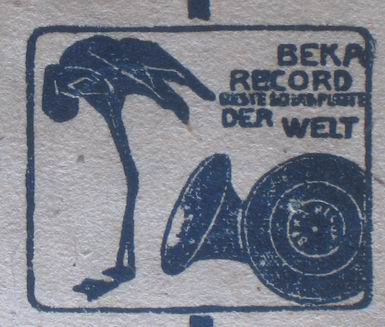 BEKA
RECORD
BESTE SCHALLPLATTE
DER WELT